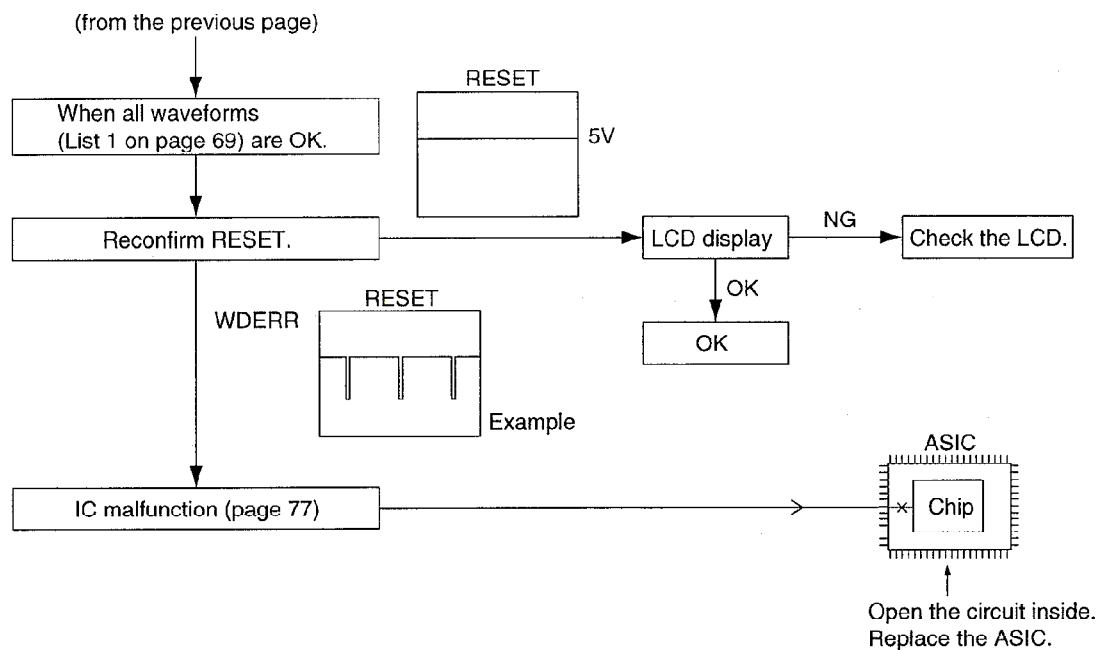 (from the previous page)
When all waveforms
(List 1 on page 69) are OK.
RESET
5V
Reconfirm RESET.
LCD display
NG
Check the LCD.
OK
OK
WDERR
RESET
Example
IC malfunction (page 77)
ASIC
Chip
Open the circuit inside.
Replace the ASIC.